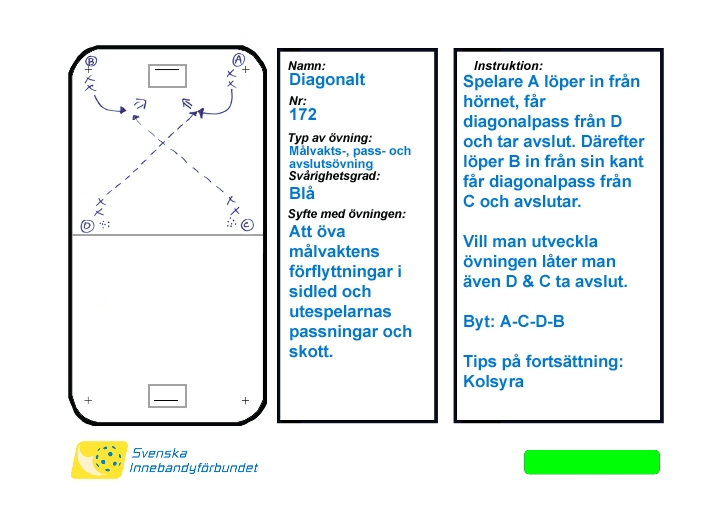 B
A
D
C
Namn:
Diagonalt
Nr:
172
Typ av övning:
Målvakts-, pass- och
avslutsövning
Svårighetsgrad:
Blå
Syfte med övningen:
Att öva
målvaktens
förflyttningar i
sidled och
utespelarnas
passningar och
skott.
Instruktion:
Spelare A löper in från
hörnet, får
diagonalpass från D
och tar avslut. Därefter
löper B in från sin kant
får diagonalpass från
C och avslutar.
Vill man utveckla
övningen låter man
även D & C ta avslut.
Byt: A-C-D-B
Tips på fortsättning:
Kolsyra
Svenska
Innebandyförbundet